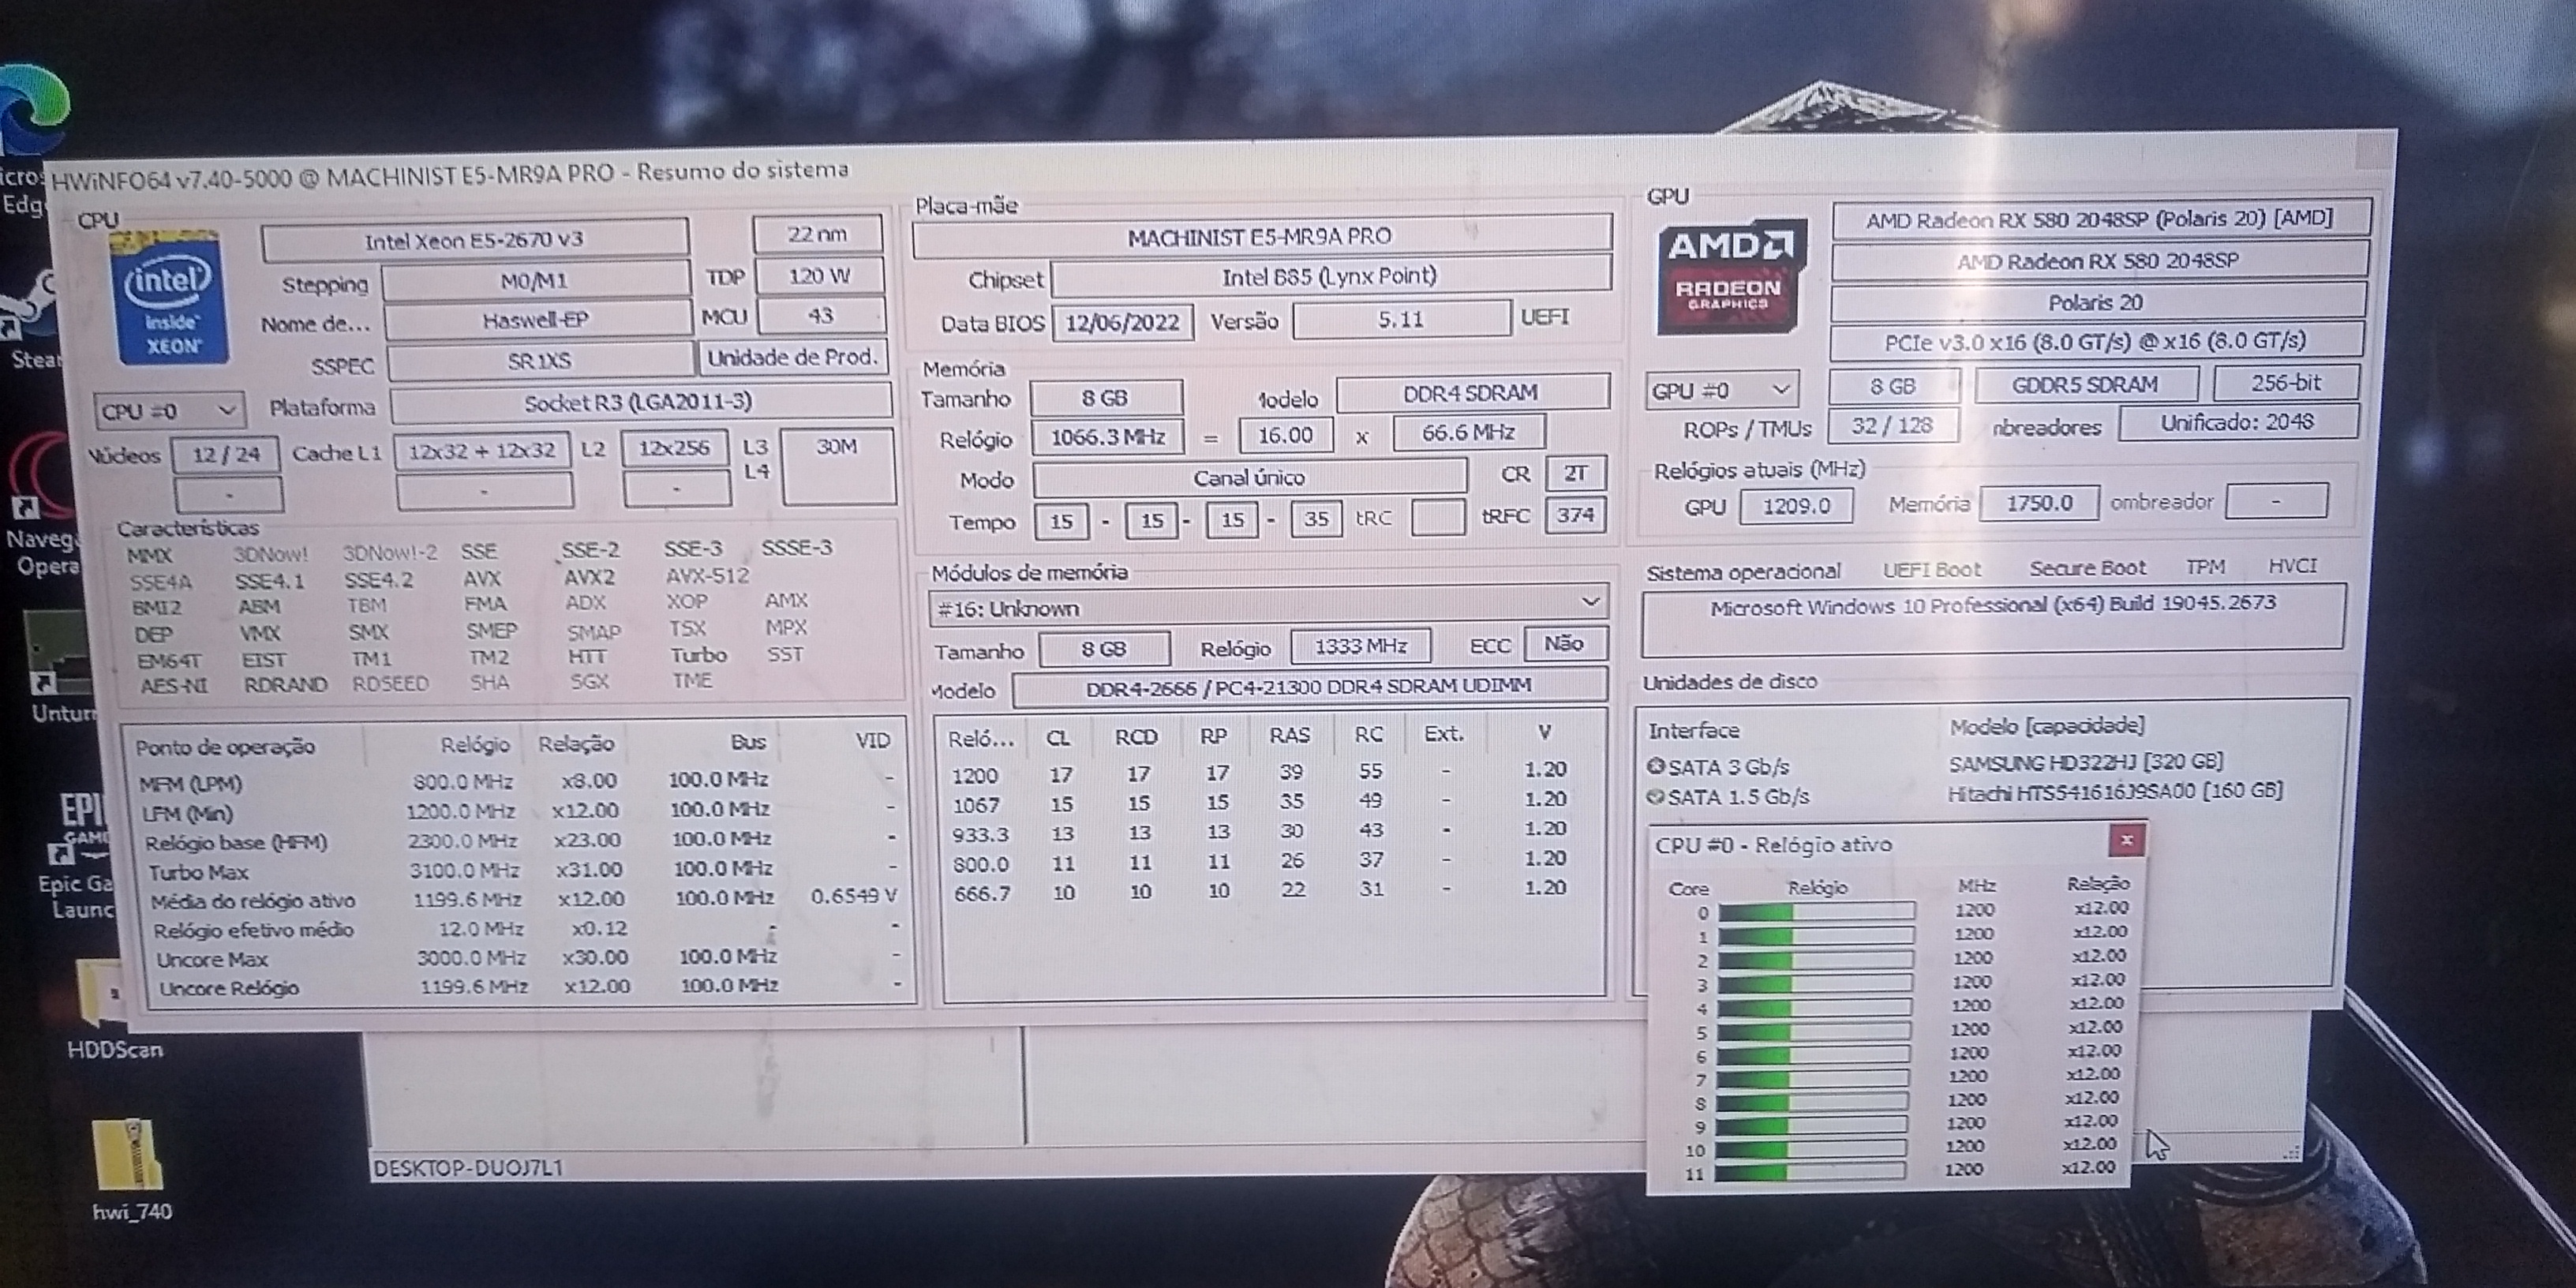 Edg
Stea
Naveg
Opera
Untur
EPI
GAM
Epic Ga
Launc
HDDScan
hwi_740
HWiNFO64 v7.40-5000 @ MACHINIST E5-MR9A PRO - Resumo do sistema
CPU
intel
inside
XEON
Intel Xeon E5-2670 v3
22 nm
Stepping M0/M1 TDP 120 W
Nome de... Haswell-EP MCU 43
SSPEC SR1XS Unidade de Prod.
CPU #0 Plataforma Socket R3 (LGA2011-3)
Núcleos 12 / 24 Cache L1 12x32 + 12x32 L2 12x256 L3 30M
- - - L4
Características
MMX 3DNow! 3DNow!-2 SSE SSE-2 SSE-3 SSSE-3
SSE4A SSE4.1 SSE4.2 AVX AVX2 AVX-512
BMI2 ABM TBM FMA ADX XOP AMX
DEP VMX SMX SMEP SMAP TSX MPX
EM64T EIST TM1 TM2 HTT Turbo SST
AES-NI RDRAND RDSEED SHA SGX TME
Ponto de operação Relógio Relação Bus VID
MFM (LPM) 800.0 MHz x8.00 100.0 MHz -
LFM (Min) 1200.0 MHz x12.00 100.0 MHz -
Relógio base (HFM) 2300.0 MHz x23.00 100.0 MHz -
Turbo Max 3100.0 MHz x31.00 100.0 MHz -
Média do relógio ativo 1199.6 MHz x12.00 100.0 MHz 0.6549 V
Relógio efetivo médio 12.0 MHz x0.12 - -
Uncore Max 3000.0 MHz x30.00 100.0 MHz -
Uncore Relógio 1199.6 MHz x12.00 100.0 MHz -
Placa-mãe
MACHINIST E5-MR9A PRO
Chipset Intel B85 (Lynx Point)
Data BIOS 12/06/2022 Versão 5.11 UEFI
Memória
Tamanho 8 GB Modelo DDR4 SDRAM
Relógio 1066.3 MHz = 16.00 x 66.6 MHz
Modo Canal único CR 2T
Tempo 15 - 15 - 15 - 35 tRC tRFC 374
Módulos de memória
#16: Unknown
Tamanho 8 GB Relógio 1333 MHz ECC Não
Modelo DDR4-2666 / PC4-21300 DDR4 SDRAM UDIMM
Reló... CL RCD RP RAS RC Ext. V
1200 17 17 17 39 55 - 1.20
1067 15 15 15 35 49 - 1.20
933.3 13 13 13 30 43 - 1.20
800.0 11 11 11 26 37 - 1.20
666.7 10 10 10 22 31 - 1.20
GPU
AMD
RADEON
GRAPHICS
AMD Radeon RX 580 2048SP (Polaris 20) [AMD]
AMD Radeon RX 580 2048SP
Polaris 20
PCIe v3.0 x16 (8.0 GT/s) @ x16 (8.0 GT/s)
GPU #0 8 GB GDDR5 SDRAM 256-bit
ROPs / TMUs 32 / 128 nbreadores Unificado: 2048
Relógios atuais (MHz)
GPU 1209.0 Memória 1750.0 ombreador -
Sistema operacional UEFI Boot Secure Boot TPM HVCI
Microsoft Windows 10 Professional (x64) Build 19045.2673
Unidades de disco
Interface Modelo [capacidade]
SATA 3 Gb/s SAMSUNG HD322HJ [320 GB]
SATA 1.5 Gb/s Hitachi HTS541616J9SA00 [160 GB]
CPU #0 - Relógio ativo
Core Relógio MHz Relação
0 1200 x12.00
1 1200 x12.00
2 1200 x12.00
3 1200 x12.00
4 1200 x12.00
5 1200 x12.00
6 1200 x12.00
7 1200 x12.00
8 1200 x12.00
9 1200 x12.00
10 1200 x12.00
11 1200 x12.00
DESKTOP-DUOJ7L1